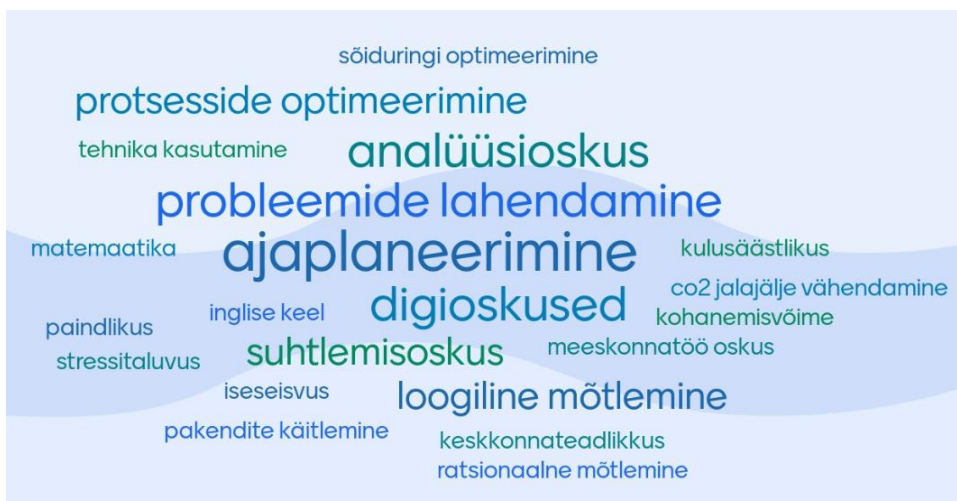 sõiduringi optimeerimine
protsesside optimeerimine
tehnika kasutamine
analüüsioskus
probleemide lahendamine
matemaatika
ajaplaneerimine
kulusäästlikus
co2 jalajälje vähendamine
inglise keel
digioskused
kohanemisvõime
paindlikus
suhtlemisoskus
meeskonnatöö oskus
stressitaluvus
iseseisvus
loogiline mõtlemine
pakendite käitlemine
keskkonnateadlikkus
ratsionaalne mõtlemine